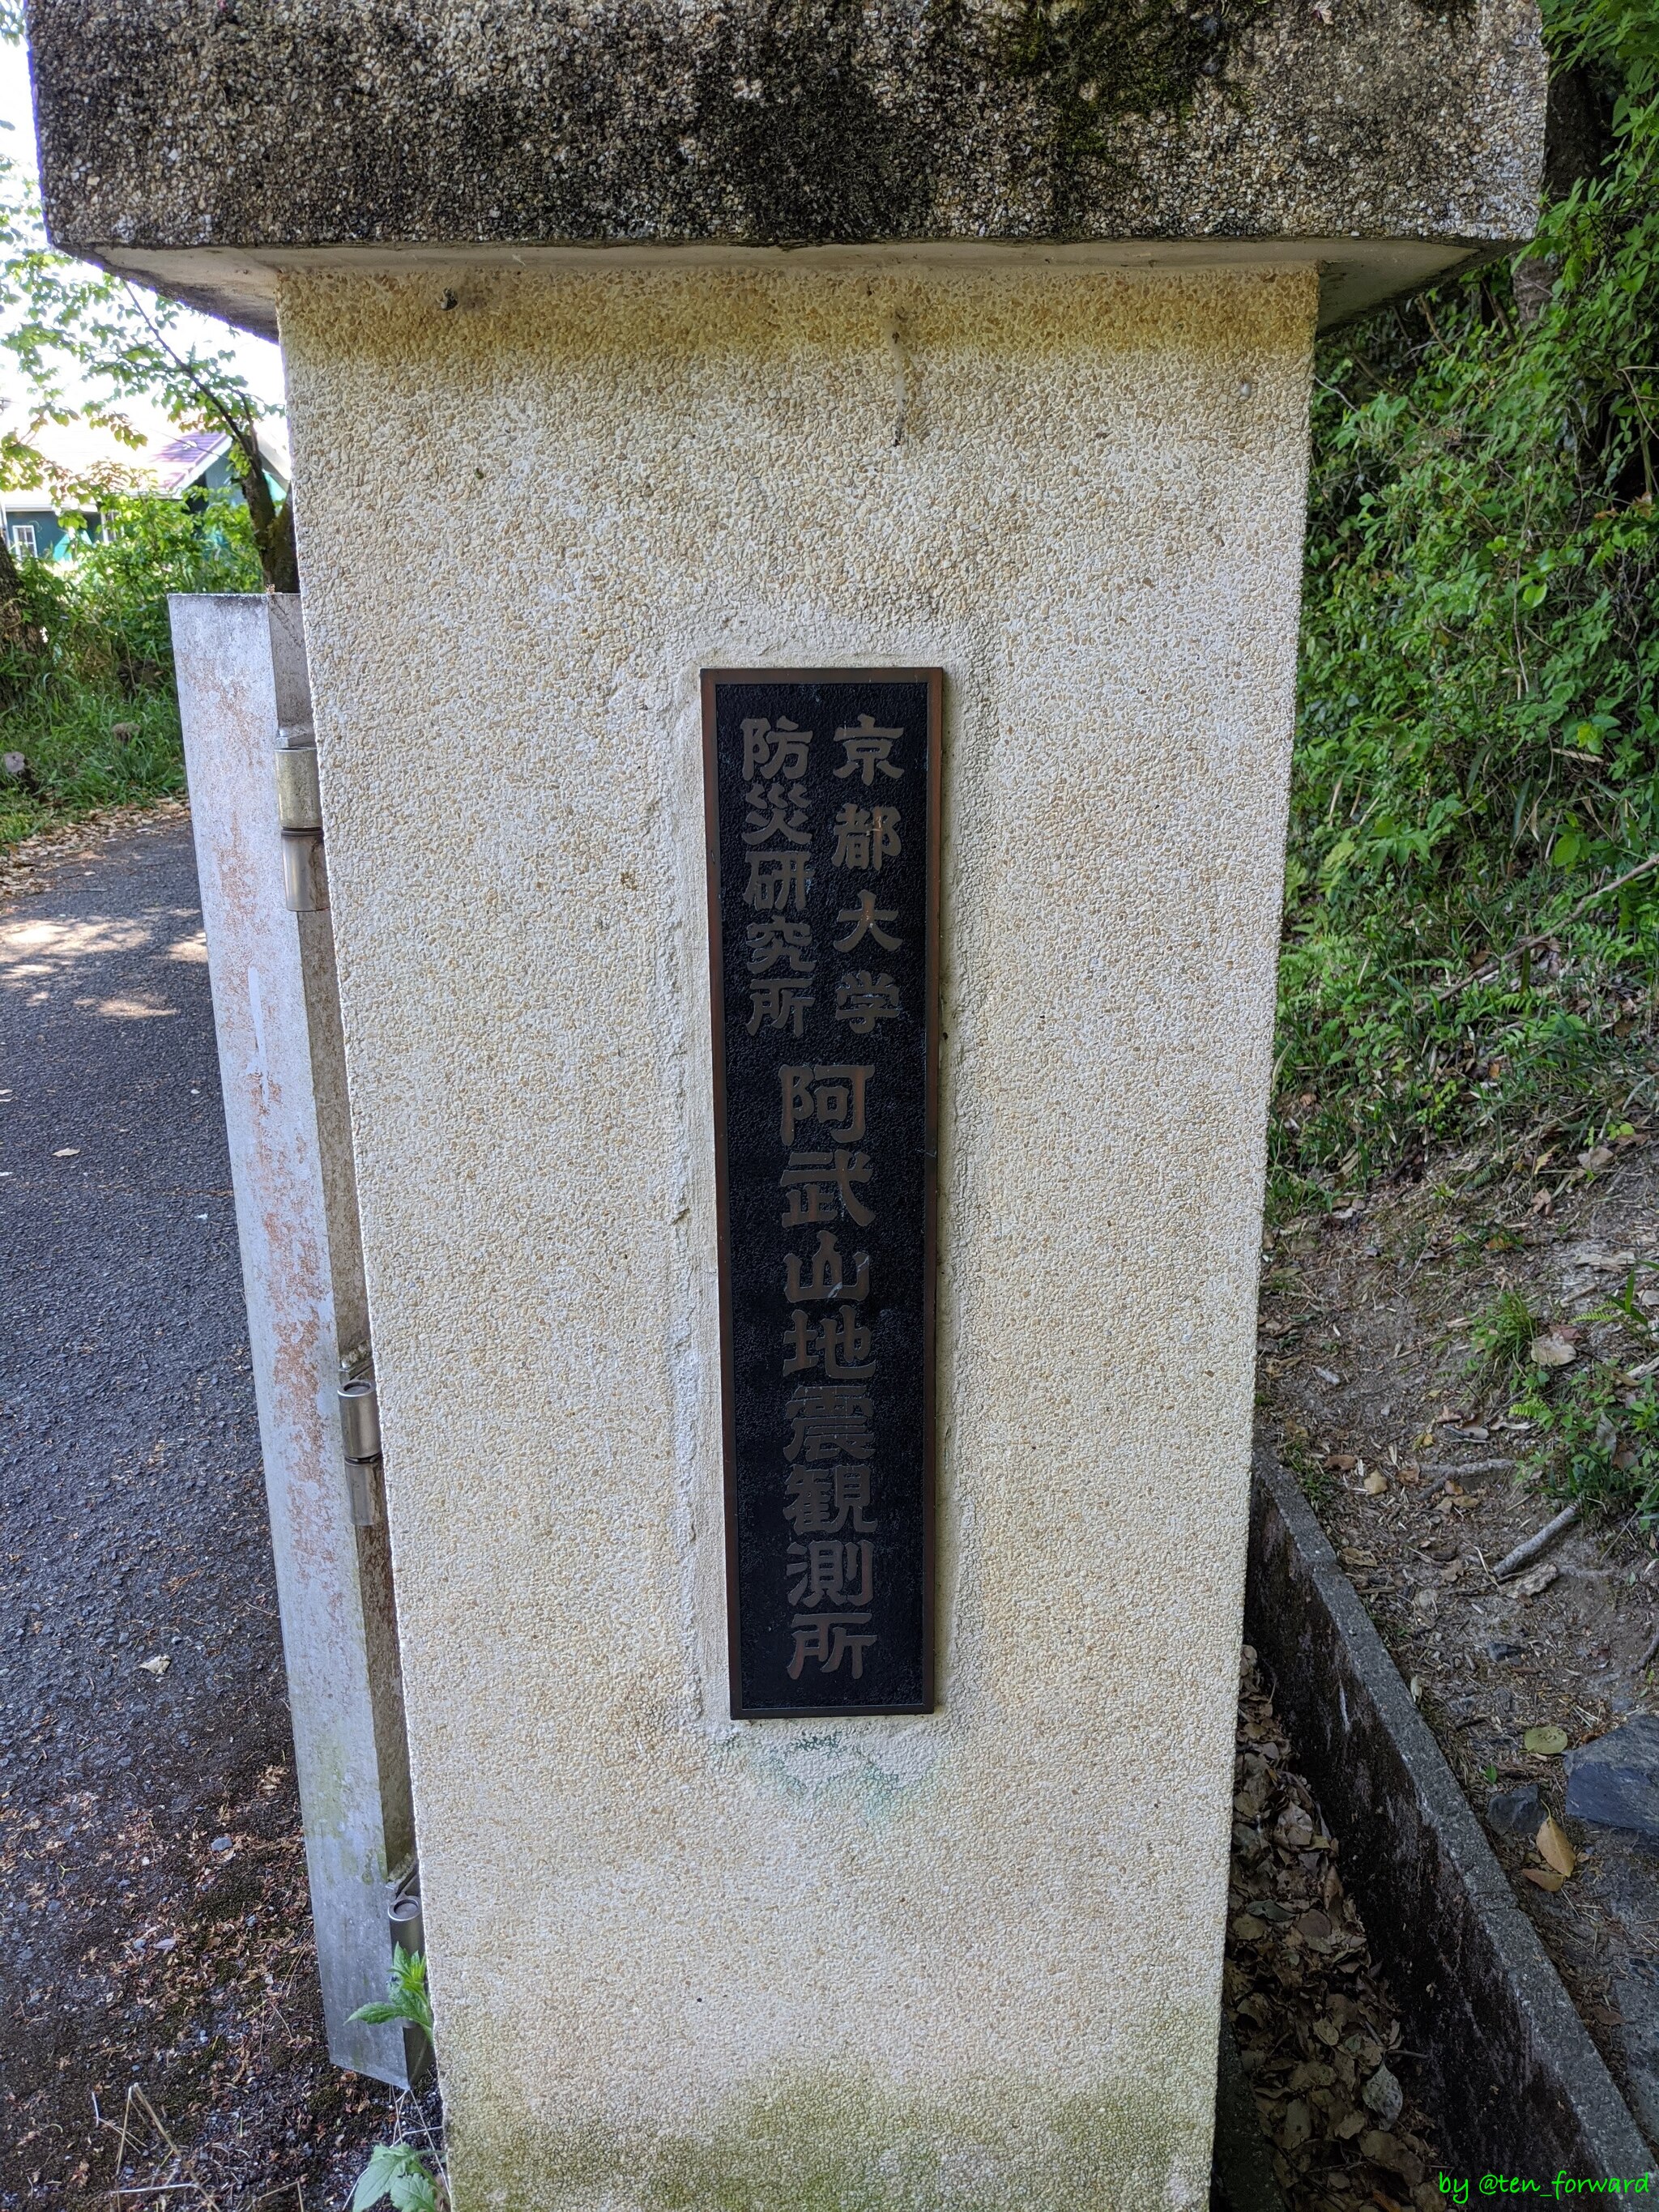 京都大学
防災研究所
阿武山地震観測所
by @ten_forward